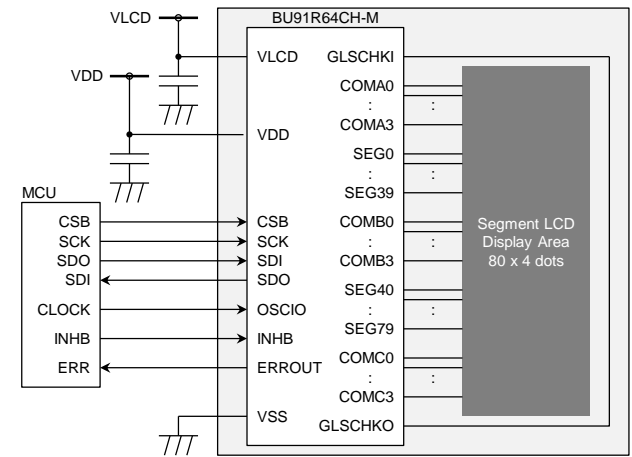 VLCD
BU91R64CH-M
VLCD
GLSCHKI
COMA0
:
:
VDD
COMA3
VDD
SEG0
:
:
MCU
SEG39
CSB
CSB
COMB0
SCK
SCK
:
:
Segment LCD
Display Area
80 x 4 dots
SDO
SDI
COMB3
SDI
SDO
SEG40
CLOCK
OSCIO
:
:
SEG79
INHB
INHB
COMC0
ERR
ERROUT
:
:
COMC3
VSS
GLSCHKO